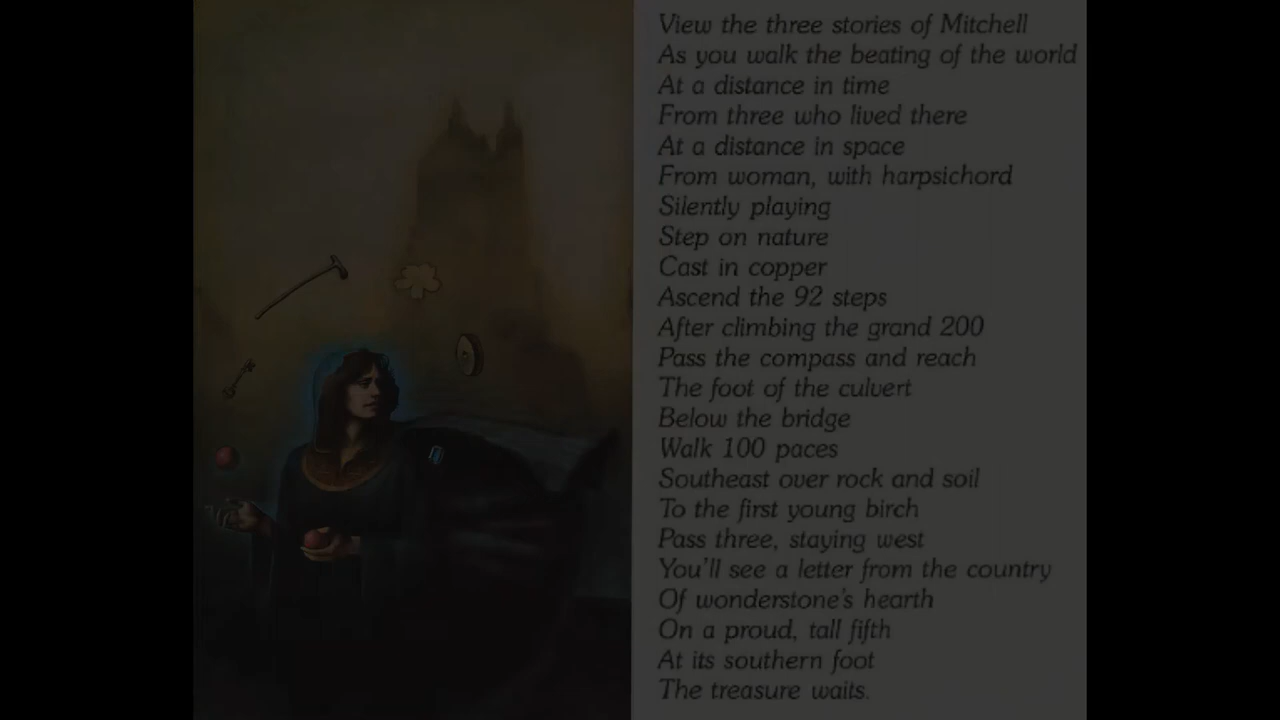 View the three stories of Mitchell
As you walk the beating of the world
At a distance in time
From three who lived there
At a distance in space
From woman, with harpsichord
Silently playing
Step on nature
Cast in copper
Ascend the 92 steps
After climbing the grand 200
Pass the compass and reach
The foot of the culvert
Below the bridge
Walk 100 paces
Southeast over rock and soil
To the first young birch
Pass three, staying west
You'll see a letter from the country
Of wonderstone's hearth
On a proud, tall fifth
At its southern foot
The treasure waits.